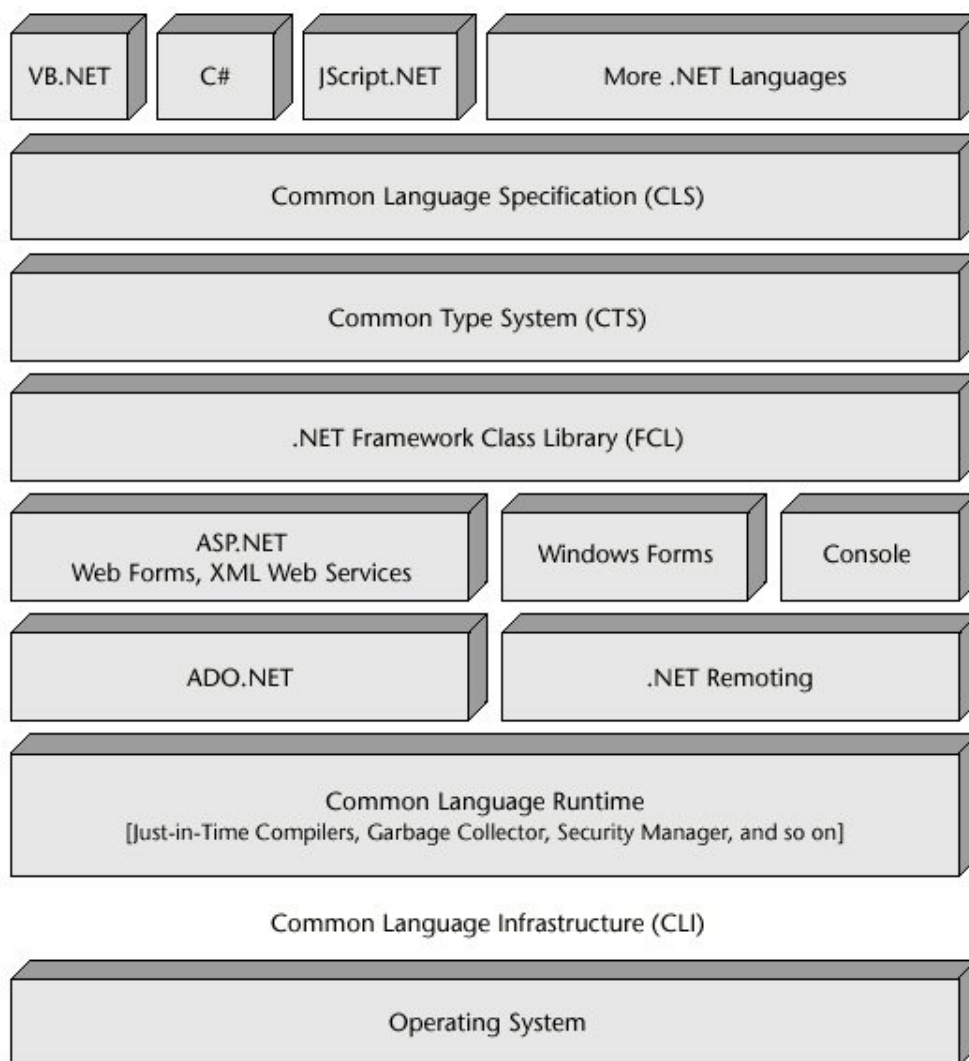 VB.NET
C#
JScript.NET
More .NET Languages
Common Language Specification (CLS)
Common Type System (CTS)
.NET Framework Class Library (FCL)
ASP.NET
Web Forms, XML Web Services
Windows Forms
Console
ADO.NET
.NET Remoting
Common Language Runtime
[Just-in-Time Compilers, Garbage Collector, Security Manager, and so on]
Common Language Infrastructure (CLI)
Operating System